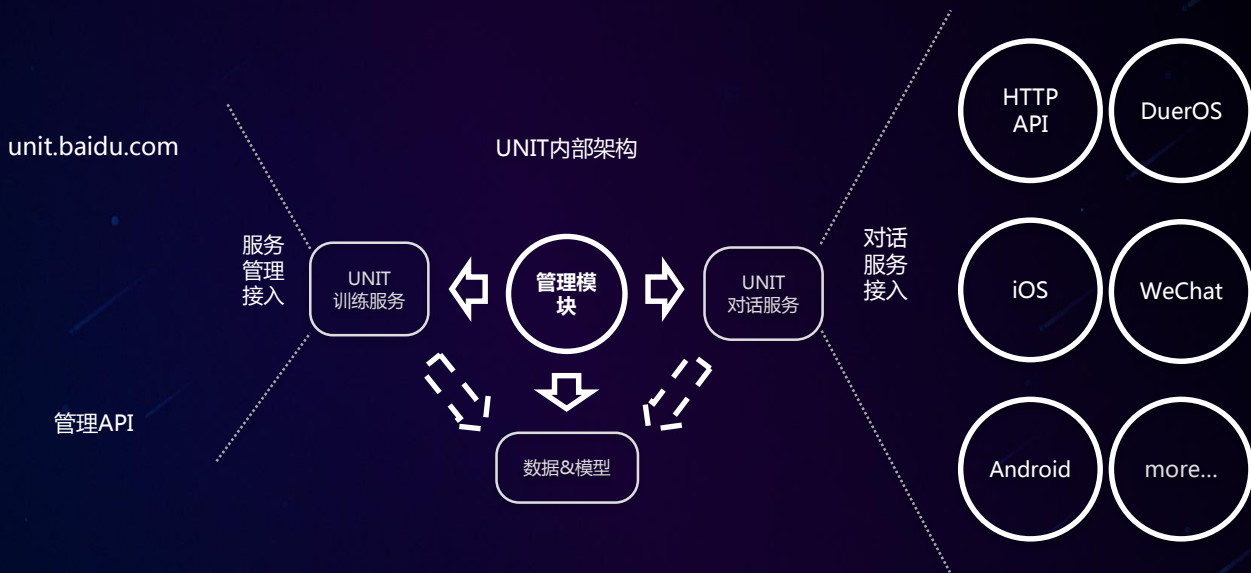 unit.baidu.com
管理API
服务
管理
接入
UNIT内部架构
UNIT
训练服务
管理模
块
UNIT
对话服务
数据&模型
对话
服务
接入
HTTP
API
DuerOS
iOS
WeChat
Android
more...